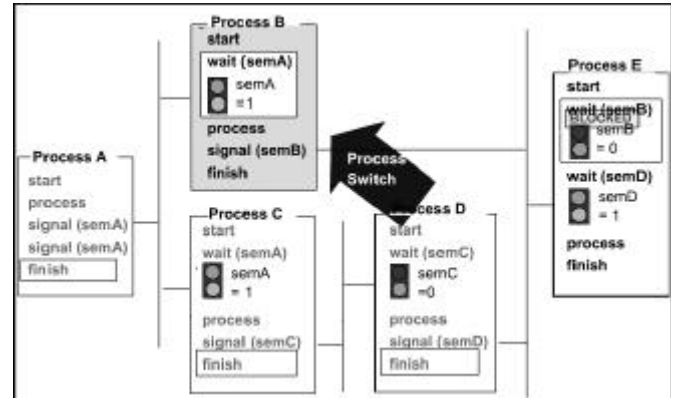 Process A
start
process
signal (semA)
signal (semA)
finish
Process B
start
wait (semA)
semA
=1
process
signal (semB)
finish
Process Switch
Process C
start
wait (semA)
semA
= 1
process
signal (semC)
finish
Process D
start
wait (semC)
semC
=0
process
signal (semD)
finish
Process E
start
wait (semB)
BLOCKED
semB
= 0
wait (semD)
semD
= 1
process
finish